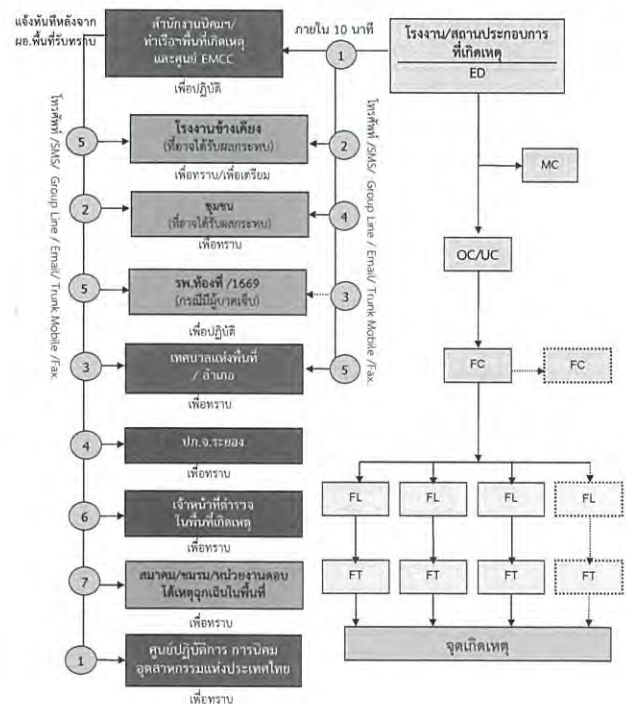 แจ้งทันทีหลังจาก
ผอ.พื้นที่รับทราบ
สำนักงานนิคมฯ/
ท่าเรือฯพื้นที่เกิดเหตุ
และศูนย์ EMCC
เพื่อปฏิบัติ
ภายใน 10 นาที
1
โรงงาน/สถานประกอบการ
ที่เกิดเหตุ
ED
โทรศัพท์ /SMS/ Group Line / Email/ Trunk Mobile /Fax
โทรศัพท์ /SMS/ Group Line / Email/ Trunk Mobile /Fax.
5
โรงงานข้างเคียง
(ที่อาจได้รับผลกระทบ)
2
เพื่อทราบ/เพื่อเตรียม
MC
2
ชุมชน
(ที่อาจได้รับผลกระทบ)
4
เพื่อทราบ
OC/UC
5
รพ.ท้องที่ /1669
(กรณีมีผู้บาดเจ็บ)
3
เพื่อปฏิบัติ
3
เทศบาลแห่งพื้นที่
/ อำเภอ
5
เพื่อทราบ
FC
FC
4
ปภ.จ.ระยอง
เพื่อทราบ
6
เจ้าหน้าที่ตำรวจ
ในพื้นที่เกิดเหตุ
เพื่อทราบ
FL
FL
FL
FL
7
สมาคม/ชมรม/หน่วยงานตอบ
โต้เหตุฉุกเฉินในพื้นที่
เพื่อทราบ
FT
FT
FT
FT
1
ศูนย์ปฏิบัติการ การนิคม
อุตสาหกรรมแห่งประเทศไทย
เพื่อทราบ
จุดเกิดเหตุ